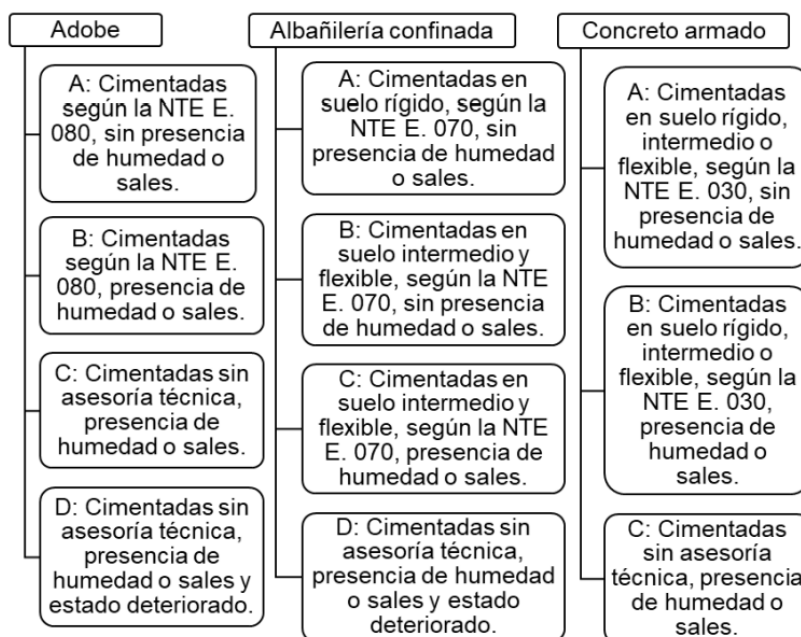 Adobe
A: Cimentadas
según la NTE E.
080, sin presencia
de humedad o
sales.
B: Cimentadas
según la NTE E.
080, presencia de
humedad o sales.
C: Cimentadas sin
asesoría técnica,
presencia de
humedad o sales.
D: Cimentadas sin
asesoría técnica,
presencia de
humedad o sales y
estado deteriorado.
Albañilería confinada
A: Cimentadas en
suelo rígido, según la
NTE E. 070, sin
presencia de humedad
o sales.
B: Cimentadas en
suelo intermedio y
flexible, según la NTE
E. 070, sin presencia
de humedad o sales.
C: Cimentadas en
suelo intermedio y
flexible, según la NTE
E. 070, presencia de
humedad o sales.
D: Cimentadas sin
asesoría técnica,
presencia de humedad
o sales y estado
deteriorado.
Concreto armado
A: Cimentadas
en suelo rígido,
intermedio o
flexible, según la
NTE E. 030, sin
presencia de
humedad o sales.
B: Cimentadas
en suelo rígido,
intermedio o
flexible, según la
NTE E. 030,
presencia de
humedad o
sales.
C: Cimentadas
sin asesoría
técnica, presencia
de humedad o
sales.